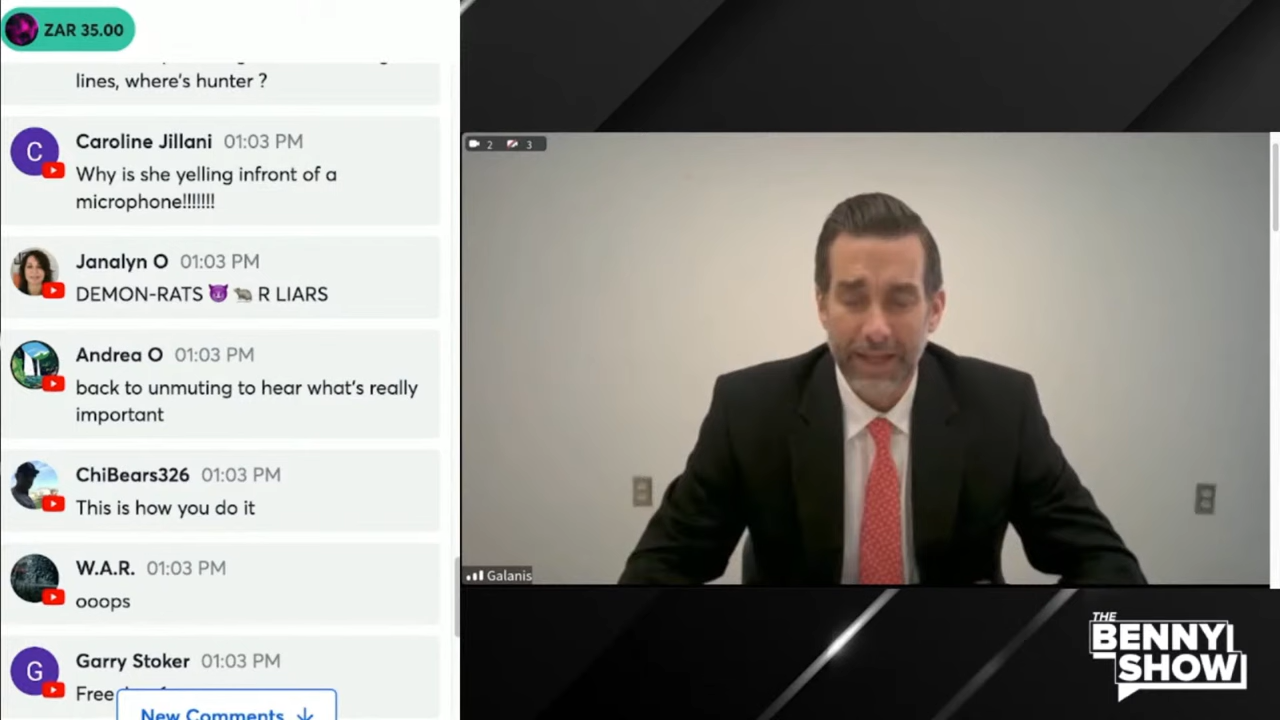 ZAR 35.00
lines, where's hunter ?
C
Caroline Jillani 01:03 PM
Why is she yelling infront of a
microphone!!!!!!!
Janalyn O 01:03 PM
DEMON-RATS 😈 🐀 R LIARS
Andrea O 01:03 PM
back to unmuting to hear what's really
important
ChiBears326 01:03 PM
This is how you do it
W.A.R. 01:03 PM
ooops
G
Garry Stoker 01:03 PM
New Comments ↓
2 3
Galanis
THE
BENNY
SHOW